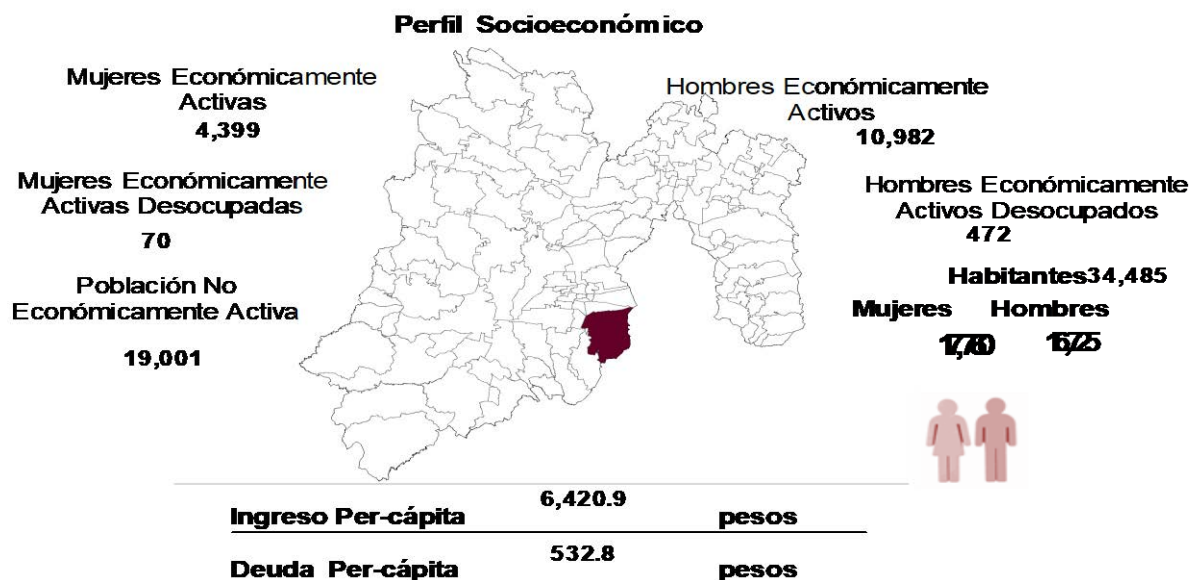 Perfil Socioeconómico
Mujeres Económicamente
Activas
4,399
Hombres Económicamente
Activos
10,982
Mujeres Económicamente
Activas Desocupadas
70
Hombres Económicamente
Activos Desocupados
472
Población No
Económicamente Activa
19,001
Habitantes34,485
Mujeres Hombres
6,420.9
Ingreso Per-cápita pesos
532.8
Deuda Per-cápita pesos